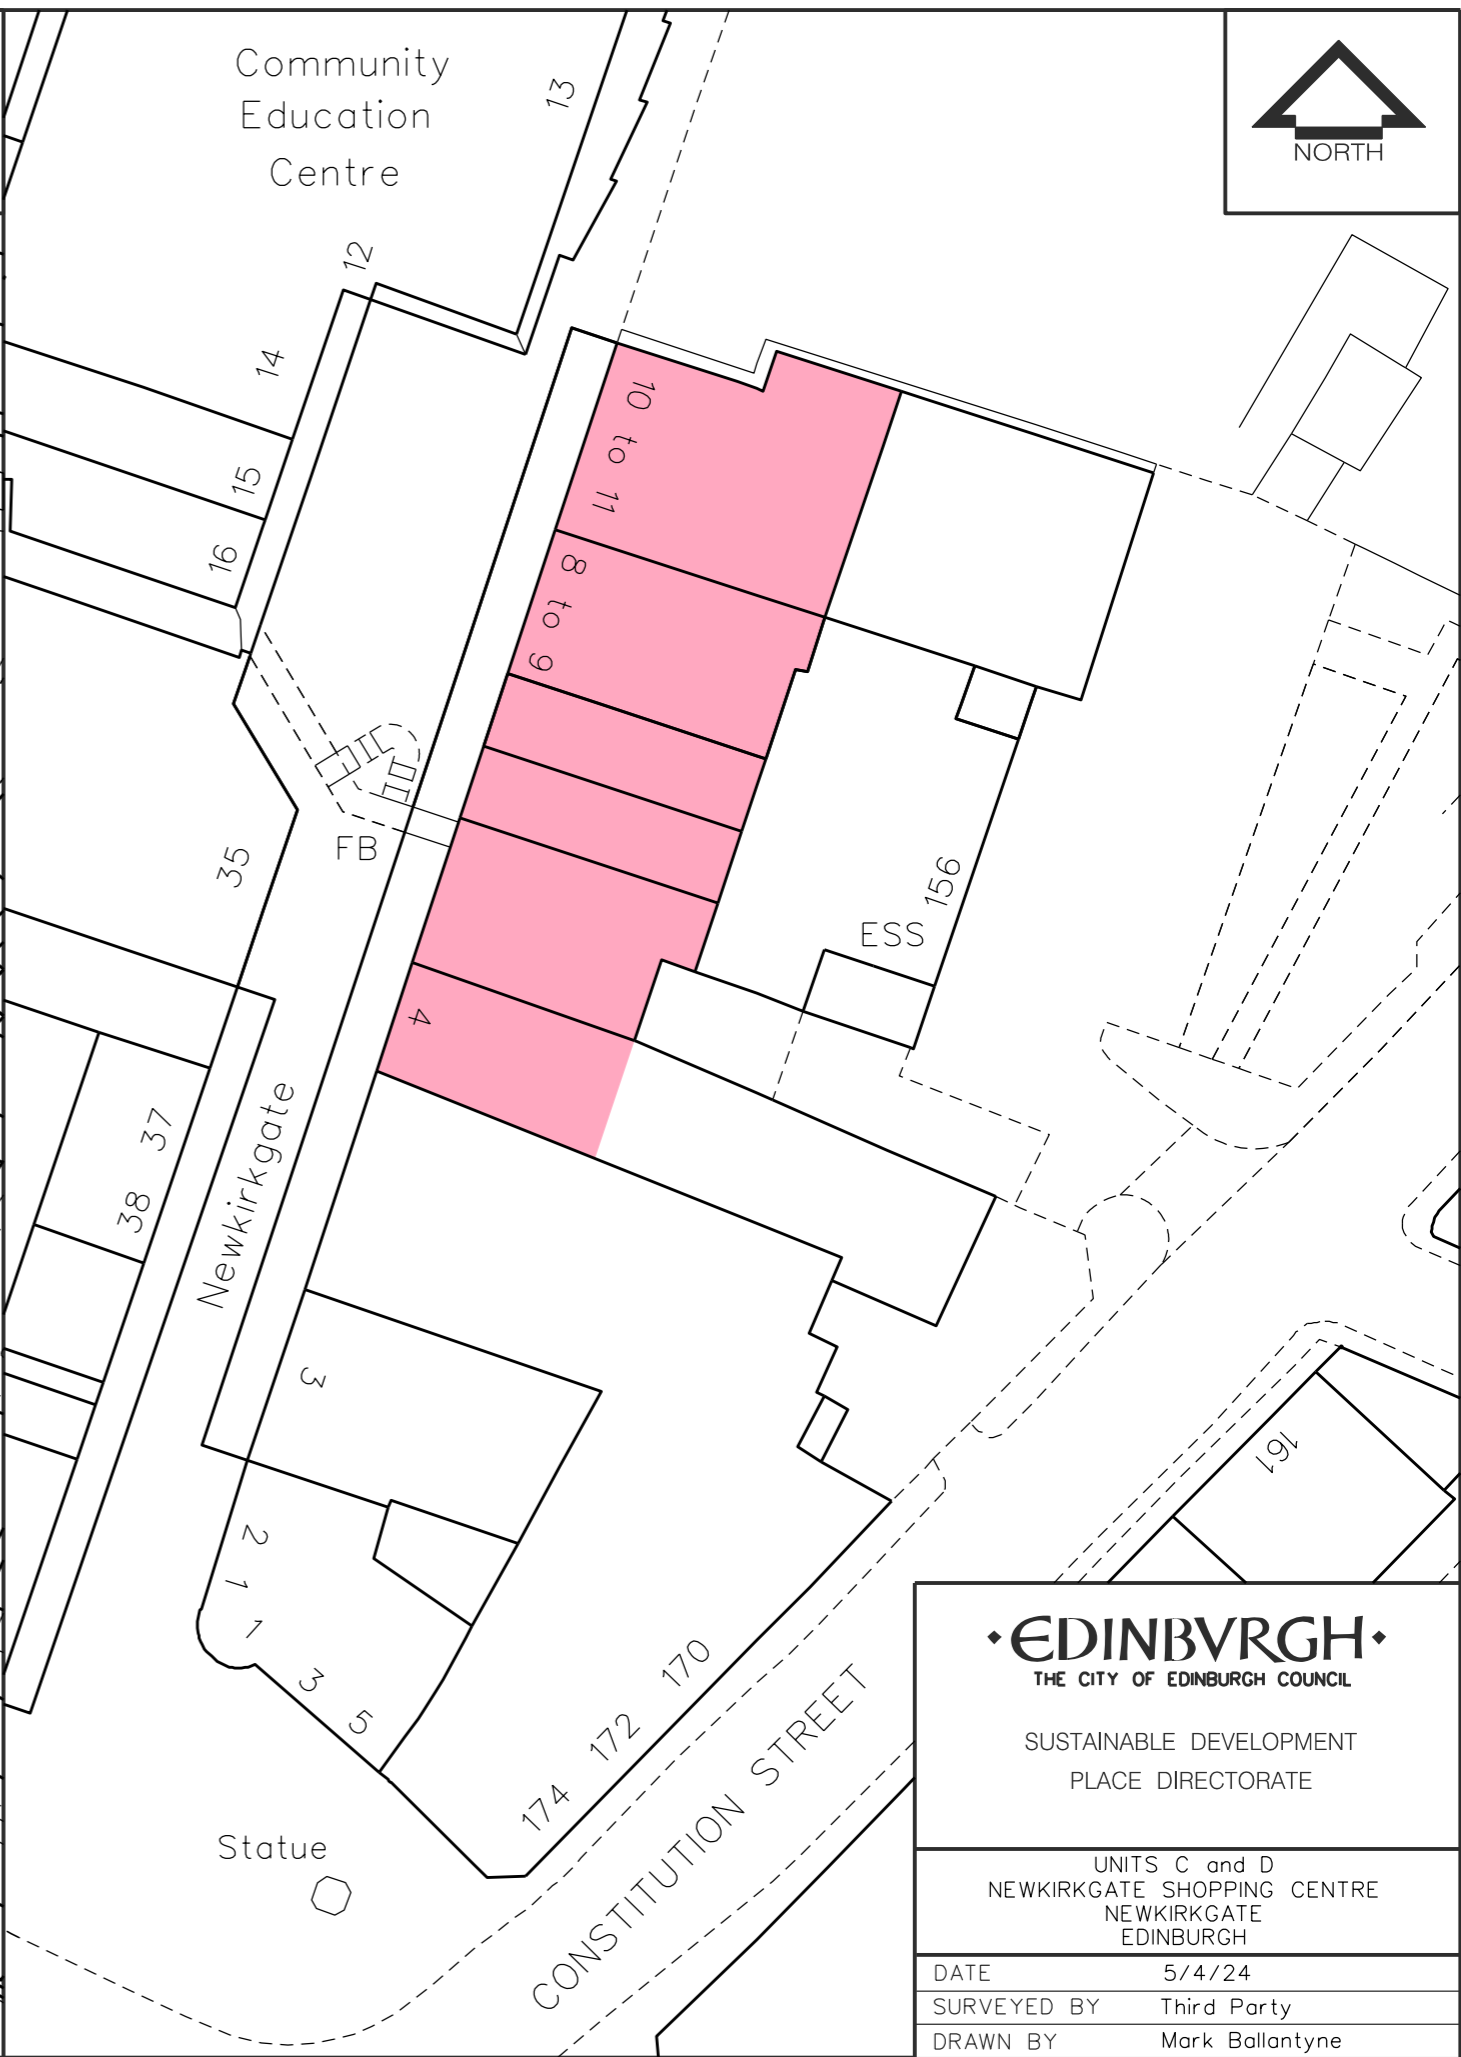 Community
Education
Centre
13
NORTH
12
14
15
16
10 to 11
8 to 9
FB
35
156
ESS
4
37
38
Newkirkgate
3
161
2
1
1
3
5
170
172
174
CONSTITUTION STREET
Statue
EDINBVRGH
THE CITY OF EDINBURGH COUNCIL
SUSTAINABLE DEVELOPMENT
PLACE DIRECTORATE
UNITS C and D
NEWKIRKGATE SHOPPING CENTRE
NEWKIRKGATE
EDINBURGH
DATE 5/4/24
SURVEYED BY Third Party
DRAWN BY Mark Ballantyne